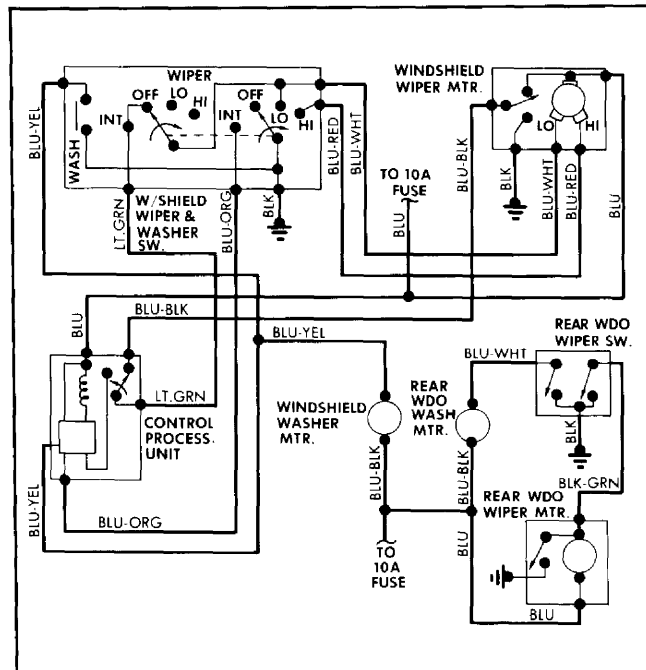 WIPER
WINDSHIELD
WIPER MTR.
OFF
LO
HI
INT
INT
OFF
LO
HI
WASH
BLU-YEL
LT.GRN
W/SHIELD
WIPER &
WASHER
SW.
BLU-ORG
BLK
BLU-RED
BLU-WHT
TO 10A
FUSE
BLU
BLU-BLK
LO
HI
BLK
BLU-WHT
BLU-RED
BLU
BLU
BLU-BLK
BLU-YEL
LT.GRN
CONTROL
PROCESS.
UNIT
BLU-YEL
BLU-ORG
WINDSHIELD
WASHER
MTR.
BLU-BLK
TO
10A
FUSE
REAR
WDO
WASH
MTR.
BLU-BLK
BLU-WHT
REAR WDO
WIPER SW.
BLK
BLK-GRN
REAR WDO
WIPER MTR.
BLU
BLU